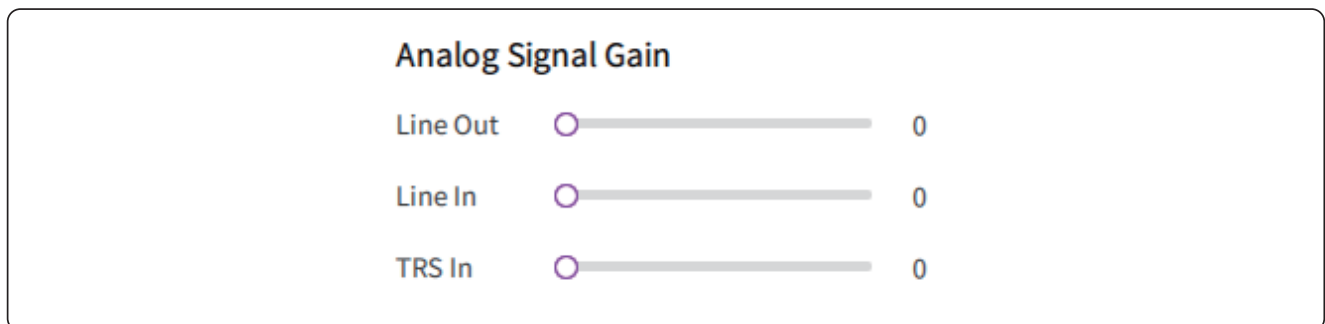 Analog Signal Gain
Line Out 0
Line In 0
TRS In 0